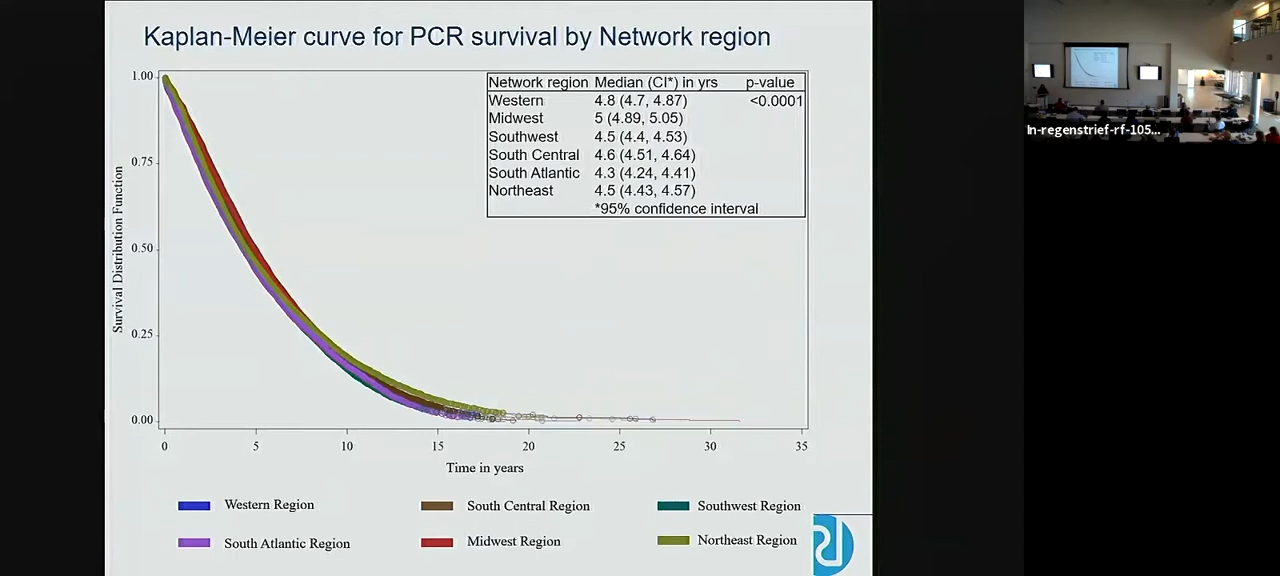 Kaplan-Meier curve for PCR survival by Network region
Network region Median (CI*) in yrs p-value
Western 4.8 (4.7, 4.87) <0.0001
Midwest 5 (4.89, 5.05)
Southwest 4.5 (4.4, 4.53)
South Central 4.6 (4.51, 4.64)
South Atlantic 4.3 (4.24, 4.41)
Northeast 4.5 (4.43, 4.57)
*95% confidence interval
Survival Distribution Function
1.00
0.75
0.50
0.25
0.00
0 5 10 15 20 25 30 35
Time in years
Western Region South Central Region Southwest Region
South Atlantic Region Midwest Region Northeast Region
In-regenstrief-rf-105...